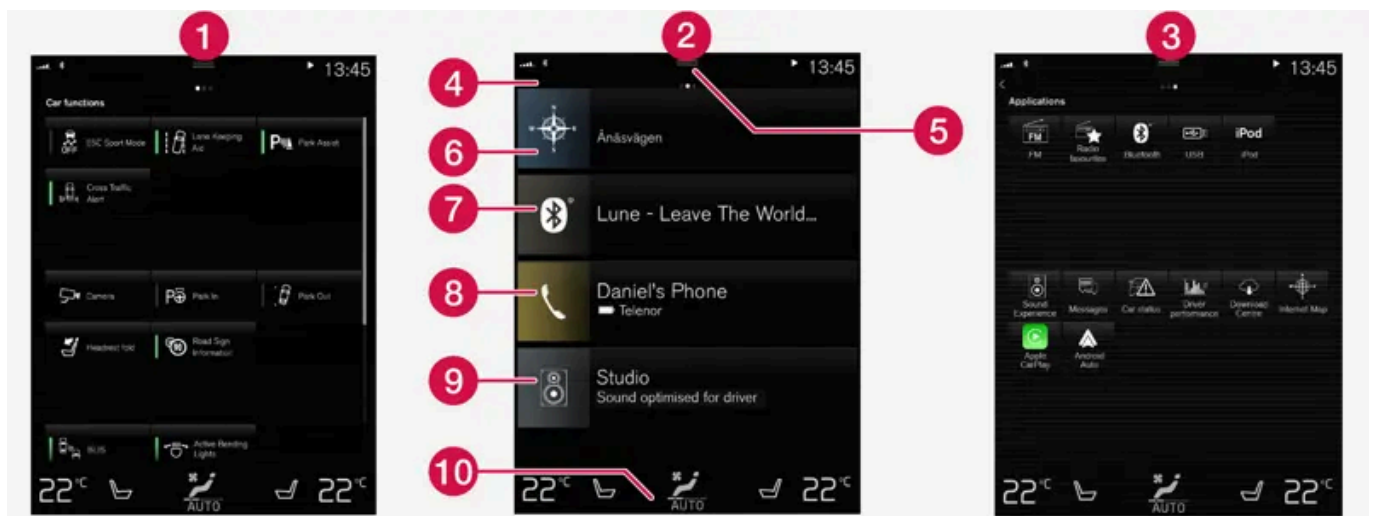 1
2
3
13:45
Car functions
ESC Sport Mode
OFF
Lane Keeping
Aid
Park Assist
Cross Traffic
Alert
Camera
Park In
Park Out
Headrest fold
Road Sign
Information
BLIS
Active Bending
Lights
22°C
AUTO
22°C
4
5
6
7
8
9
10
13:45
Ånäsvägen
Lune - Leave The World...
Daniel's Phone
Telenor
Studio
Sound optimised for driver
22°C
AUTO
22°C
13:45
Applications
FM
FM
Radio
favourites
Bluetooth
USB
iPod
iPod
Sound
Experience
Messages
Car status
Driver
performance
Download
Centre
Internet Map
Apple
CarPlay
Android
Auto
22°C
AUTO
22°C